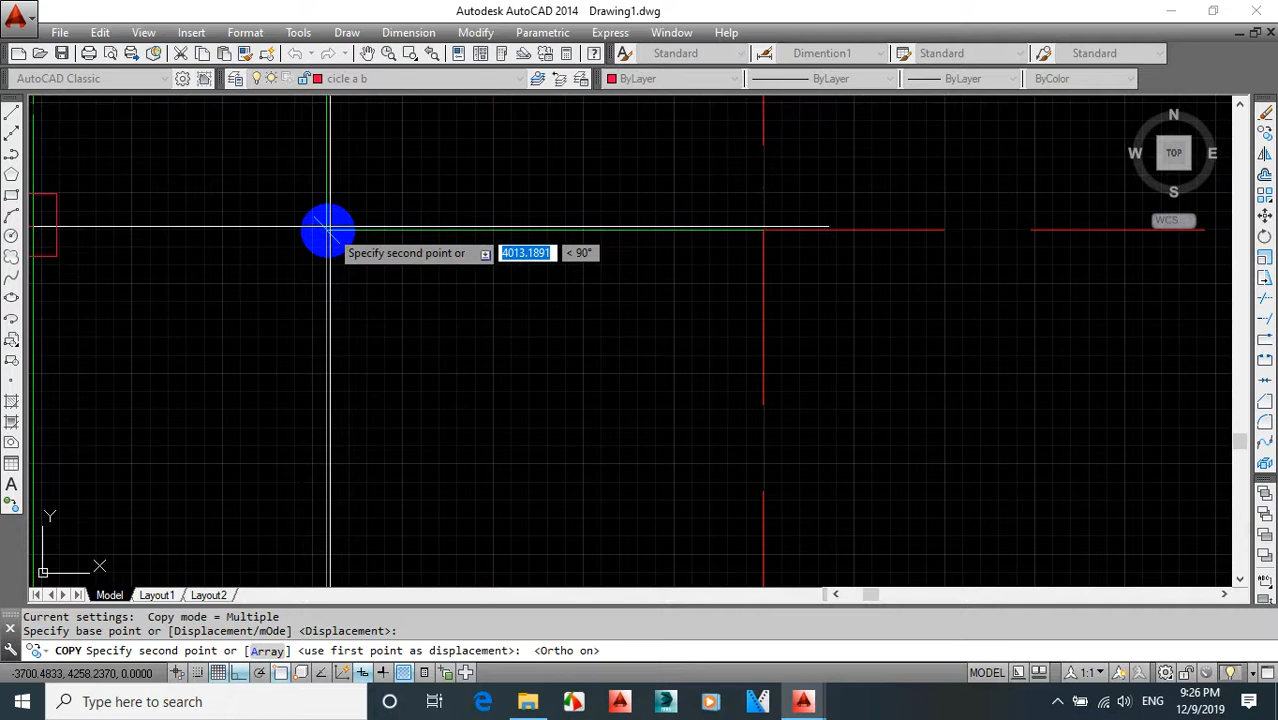 Autodesk AutoCAD 2014 Drawing1.dwg
File Edit View Insert Format Tools Draw Dimension Modify Parametric Express Window Help
Standard Dimention1 Standard Standard
AutoCAD Classic cicle a b ByLayer ByLayer ByLayer ByColor
N
W TOP E
S
WCS
Specify second point or 4013.1891 < 90°
Y
X
Model Layout1 Layout2
Current settings: Copy mode = Multiple
Specify base point or [Displacement/mOde] <Displacement>:
COPY Specify second point or [Array] <use first point as displacement>: <Ortho on>
-3700.4833, 4258.2370, 0.0000 MODEL 1:1
Type here to search ENG 9:26 PM
12/9/2019